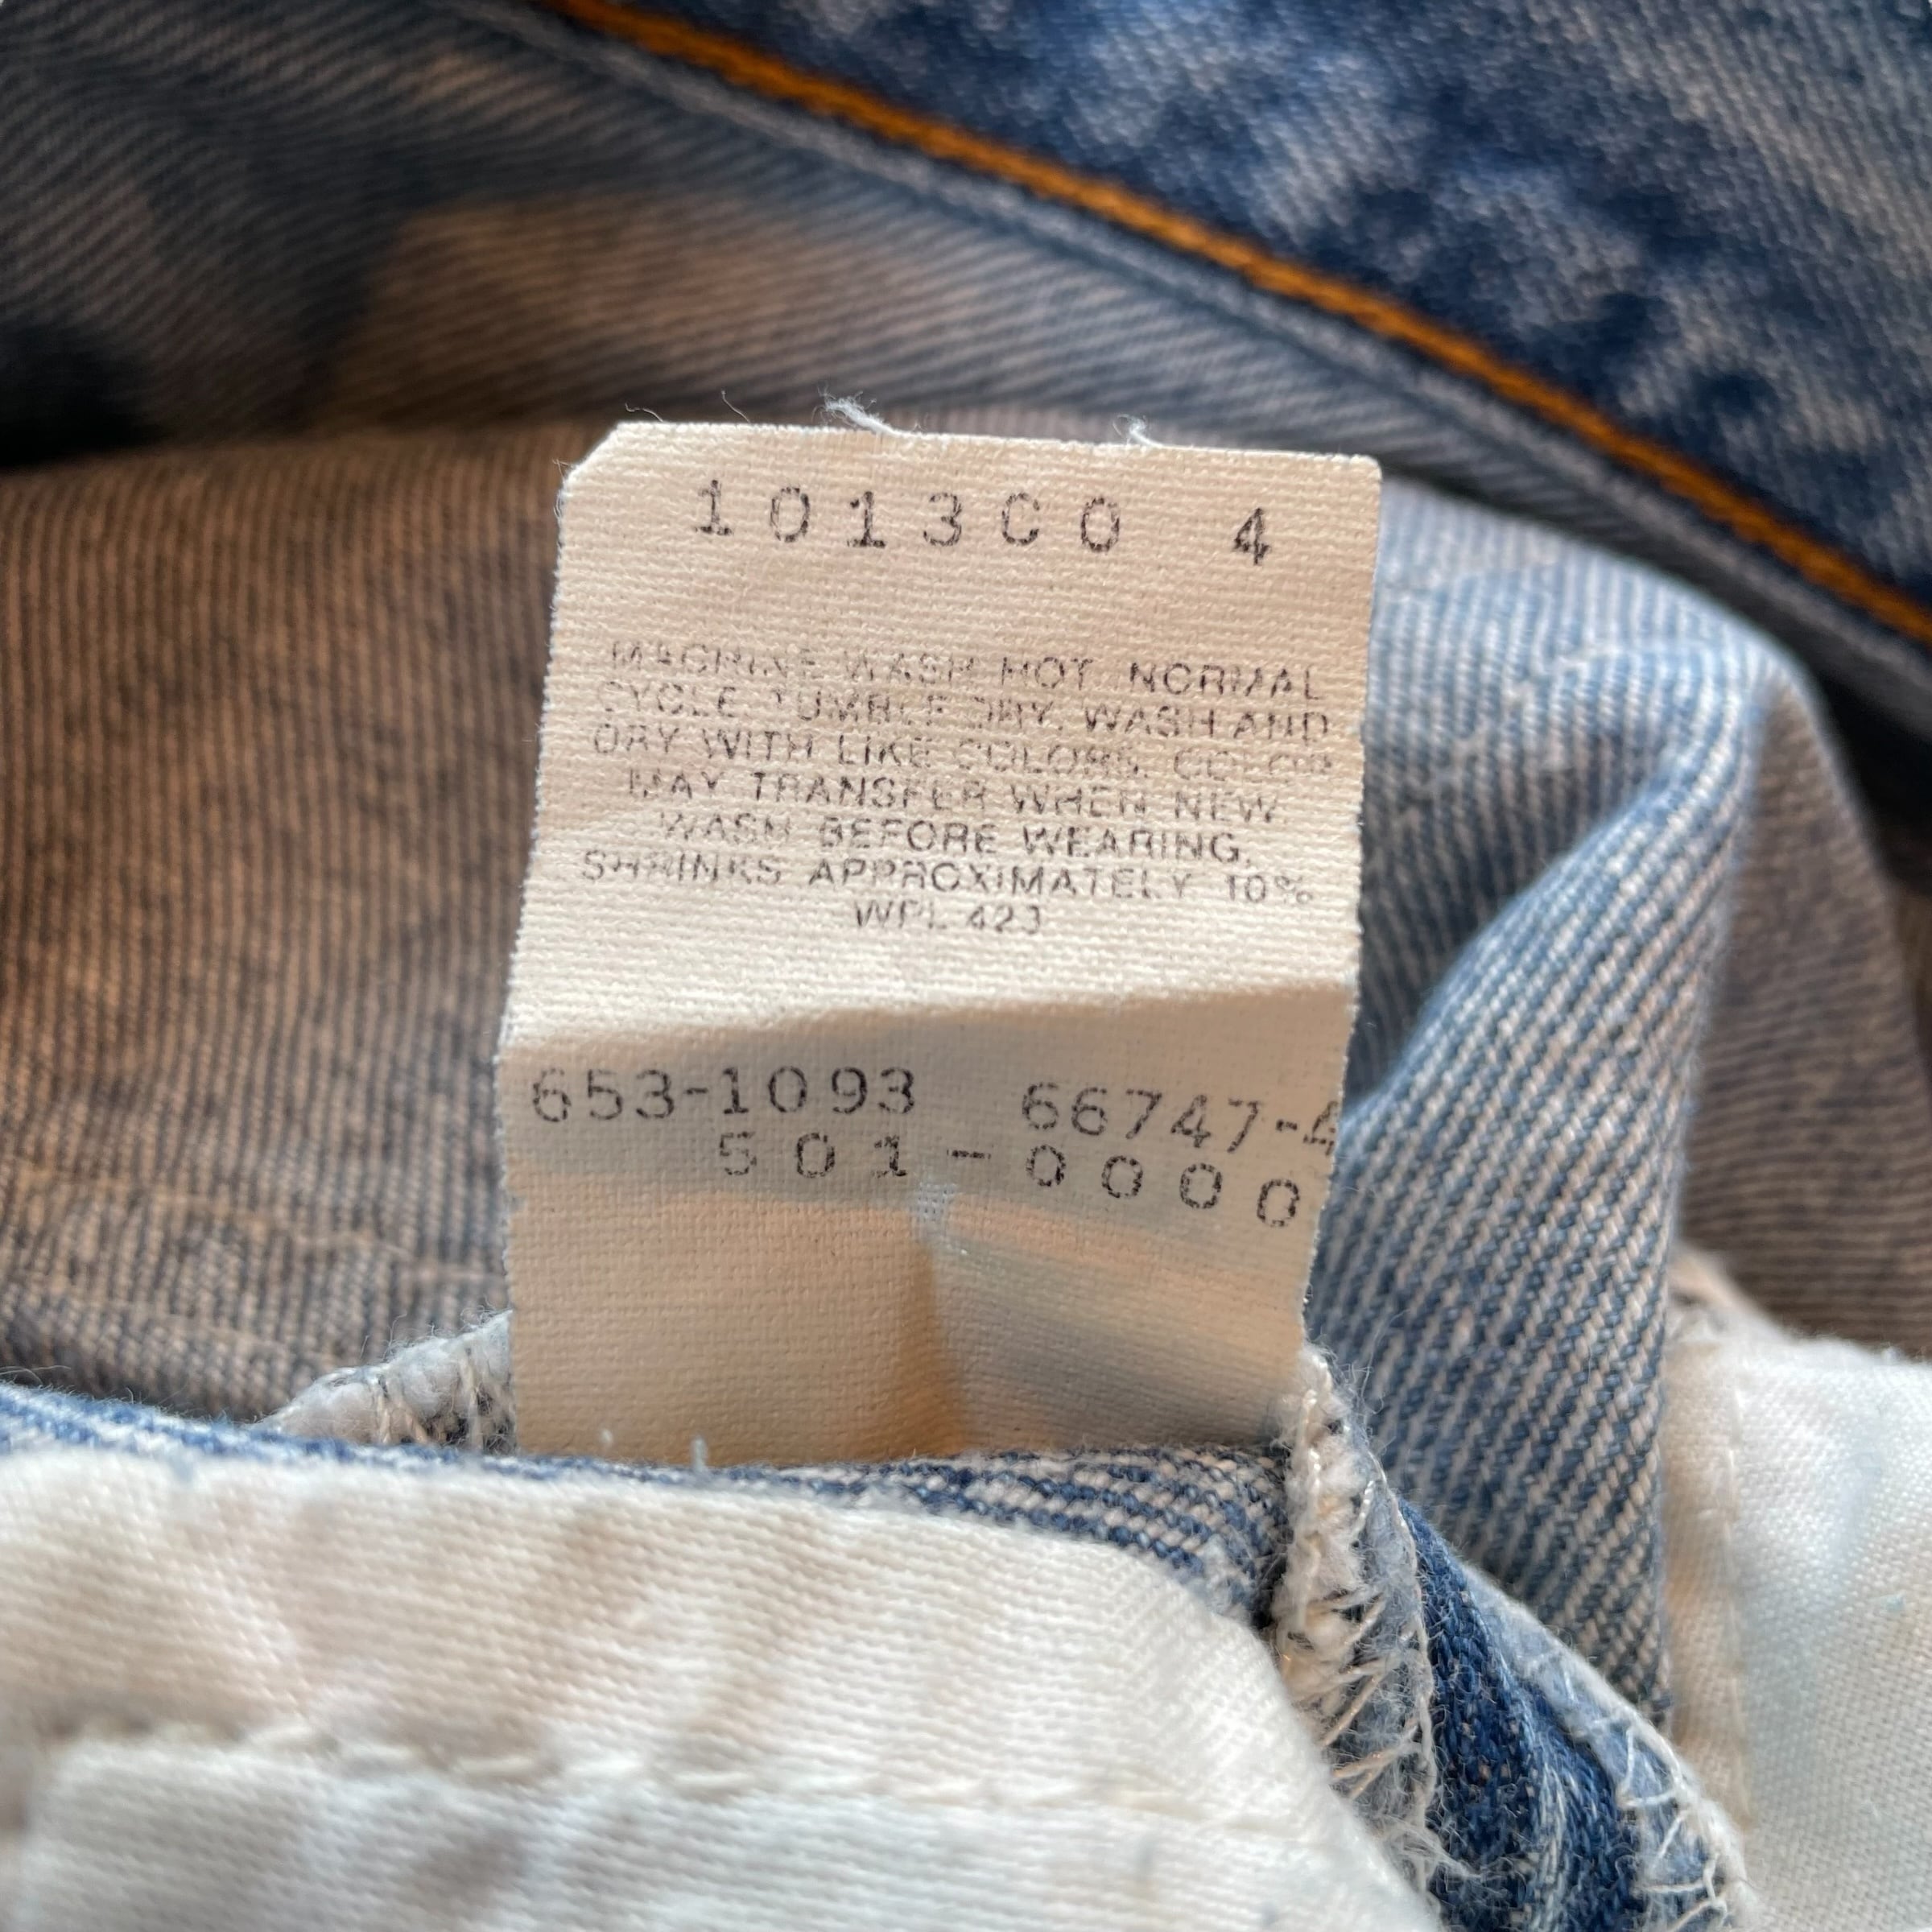 1013C0 4
MACHINE WASH HOT NORMAL
CYCLE. TUMBLE DRY. WASH AND
DRY WITH LIKE COLORS. COLOR
MAY TRANSFER WHEN NEW.
WASH BEFORE WEARING.
SHRINKS APPROXIMATELY 10%
WPL 423
653-1093 66747-4
501-0000